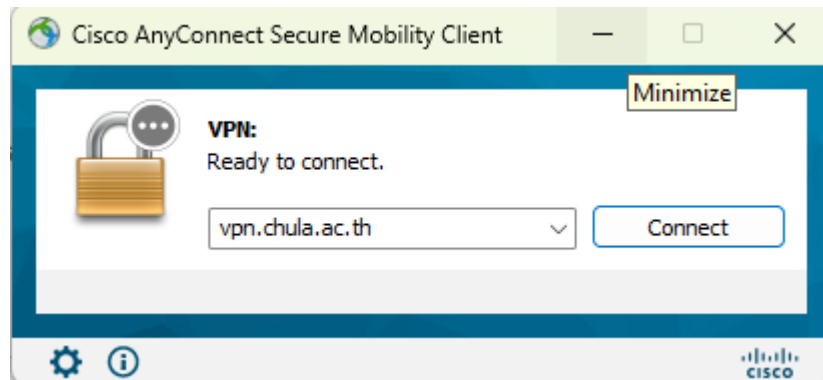 Cisco AnyConnect Secure Mobility Client
Minimize
VPN:
Ready to connect.
vpn.chula.ac.th
Connect
CISCO